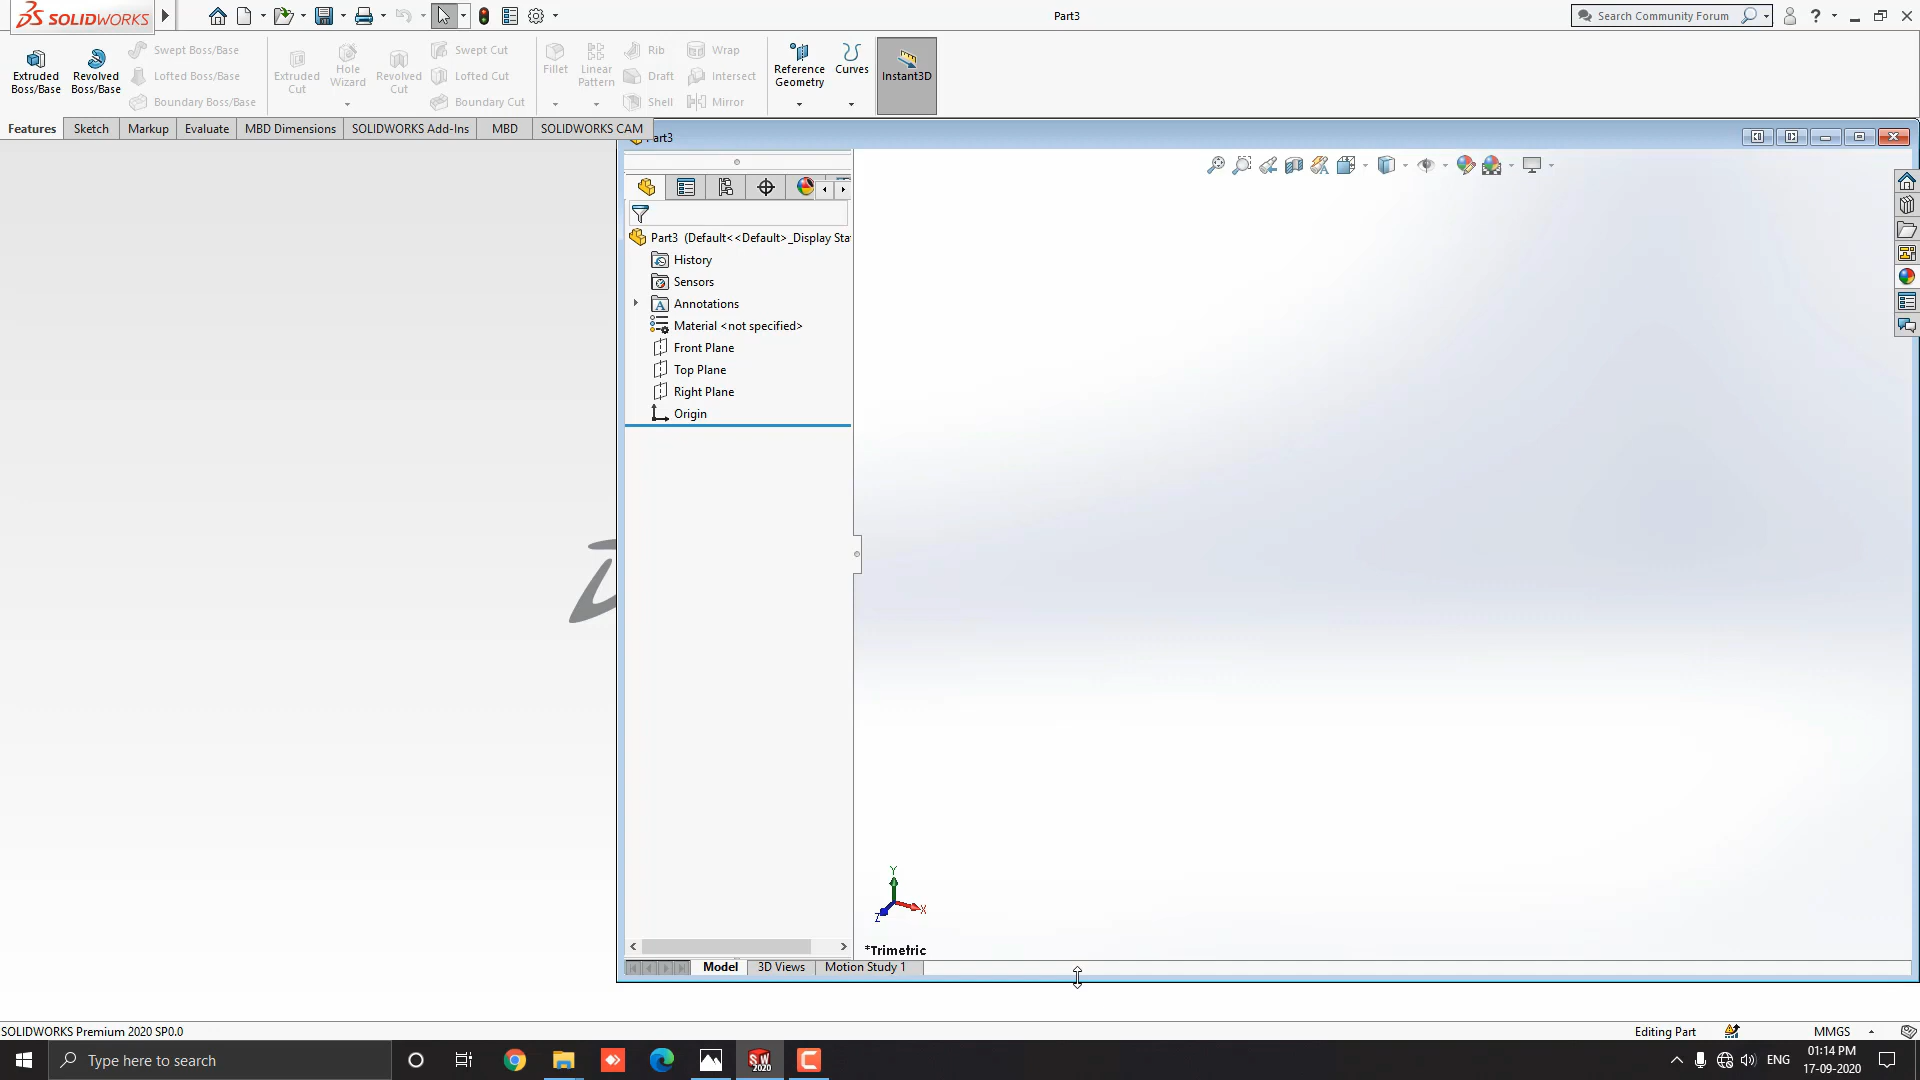 SOLIDWORKS
Part3
Search Community Forum
?
Extruded Boss/Base
Revolved Boss/Base
Swept Boss/Base
Lofted Boss/Base
Boundary Boss/Base
Extruded Cut
Hole Wizard
Revolved Cut
Swept Cut
Lofted Cut
Boundary Cut
Fillet
Linear Pattern
Rib
Draft
Shell
Wrap
Intersect
Mirror
Reference Geometry
Curves
Instant3D
Features
Sketch
Markup
Evaluate
MBD Dimensions
SOLIDWORKS Add-Ins
MBD
SOLIDWORKS CAM
Part3
Part3 (Default<<Default>_Display Sta
History
Sensors
Annotations
Material <not specified>
Front Plane
Top Plane
Right Plane
Origin
Y
X
Z
*Trimetric
Model
3D Views
Motion Study 1
SOLIDWORKS Premium 2020 SP0.0
Editing Part
MMGS
Type here to search
SW 2020
ENG
01:14 PM
17-09-2020